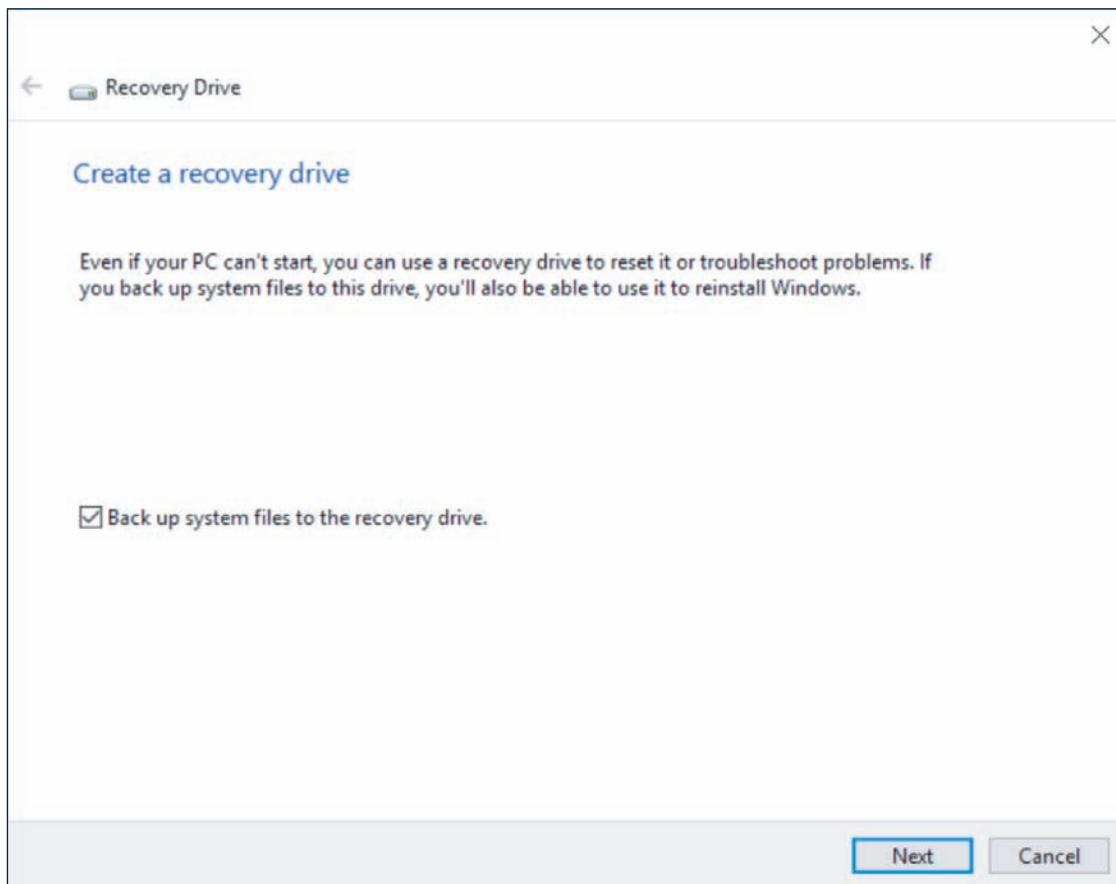 Recovery Drive
Create a recovery drive
Even if your PC can't start, you can use a recovery drive to reset it or troubleshoot problems. If
you back up system files to this drive, you'll also be able to use it to reinstall Windows.
Back up system files to the recovery drive.
Next
Cancel